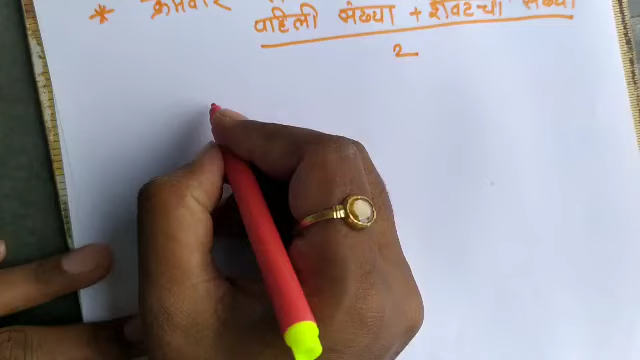 * क्रमवार
पहिली संख्या + शेवटची संख्या
2